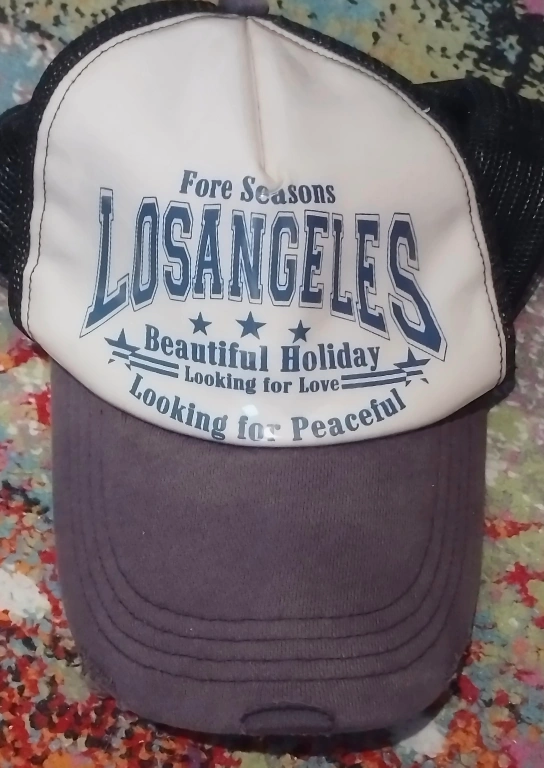 Fore Seasons
LOSANGELES
Beautiful Holiday
Looking for Love
Looking for Peaceful